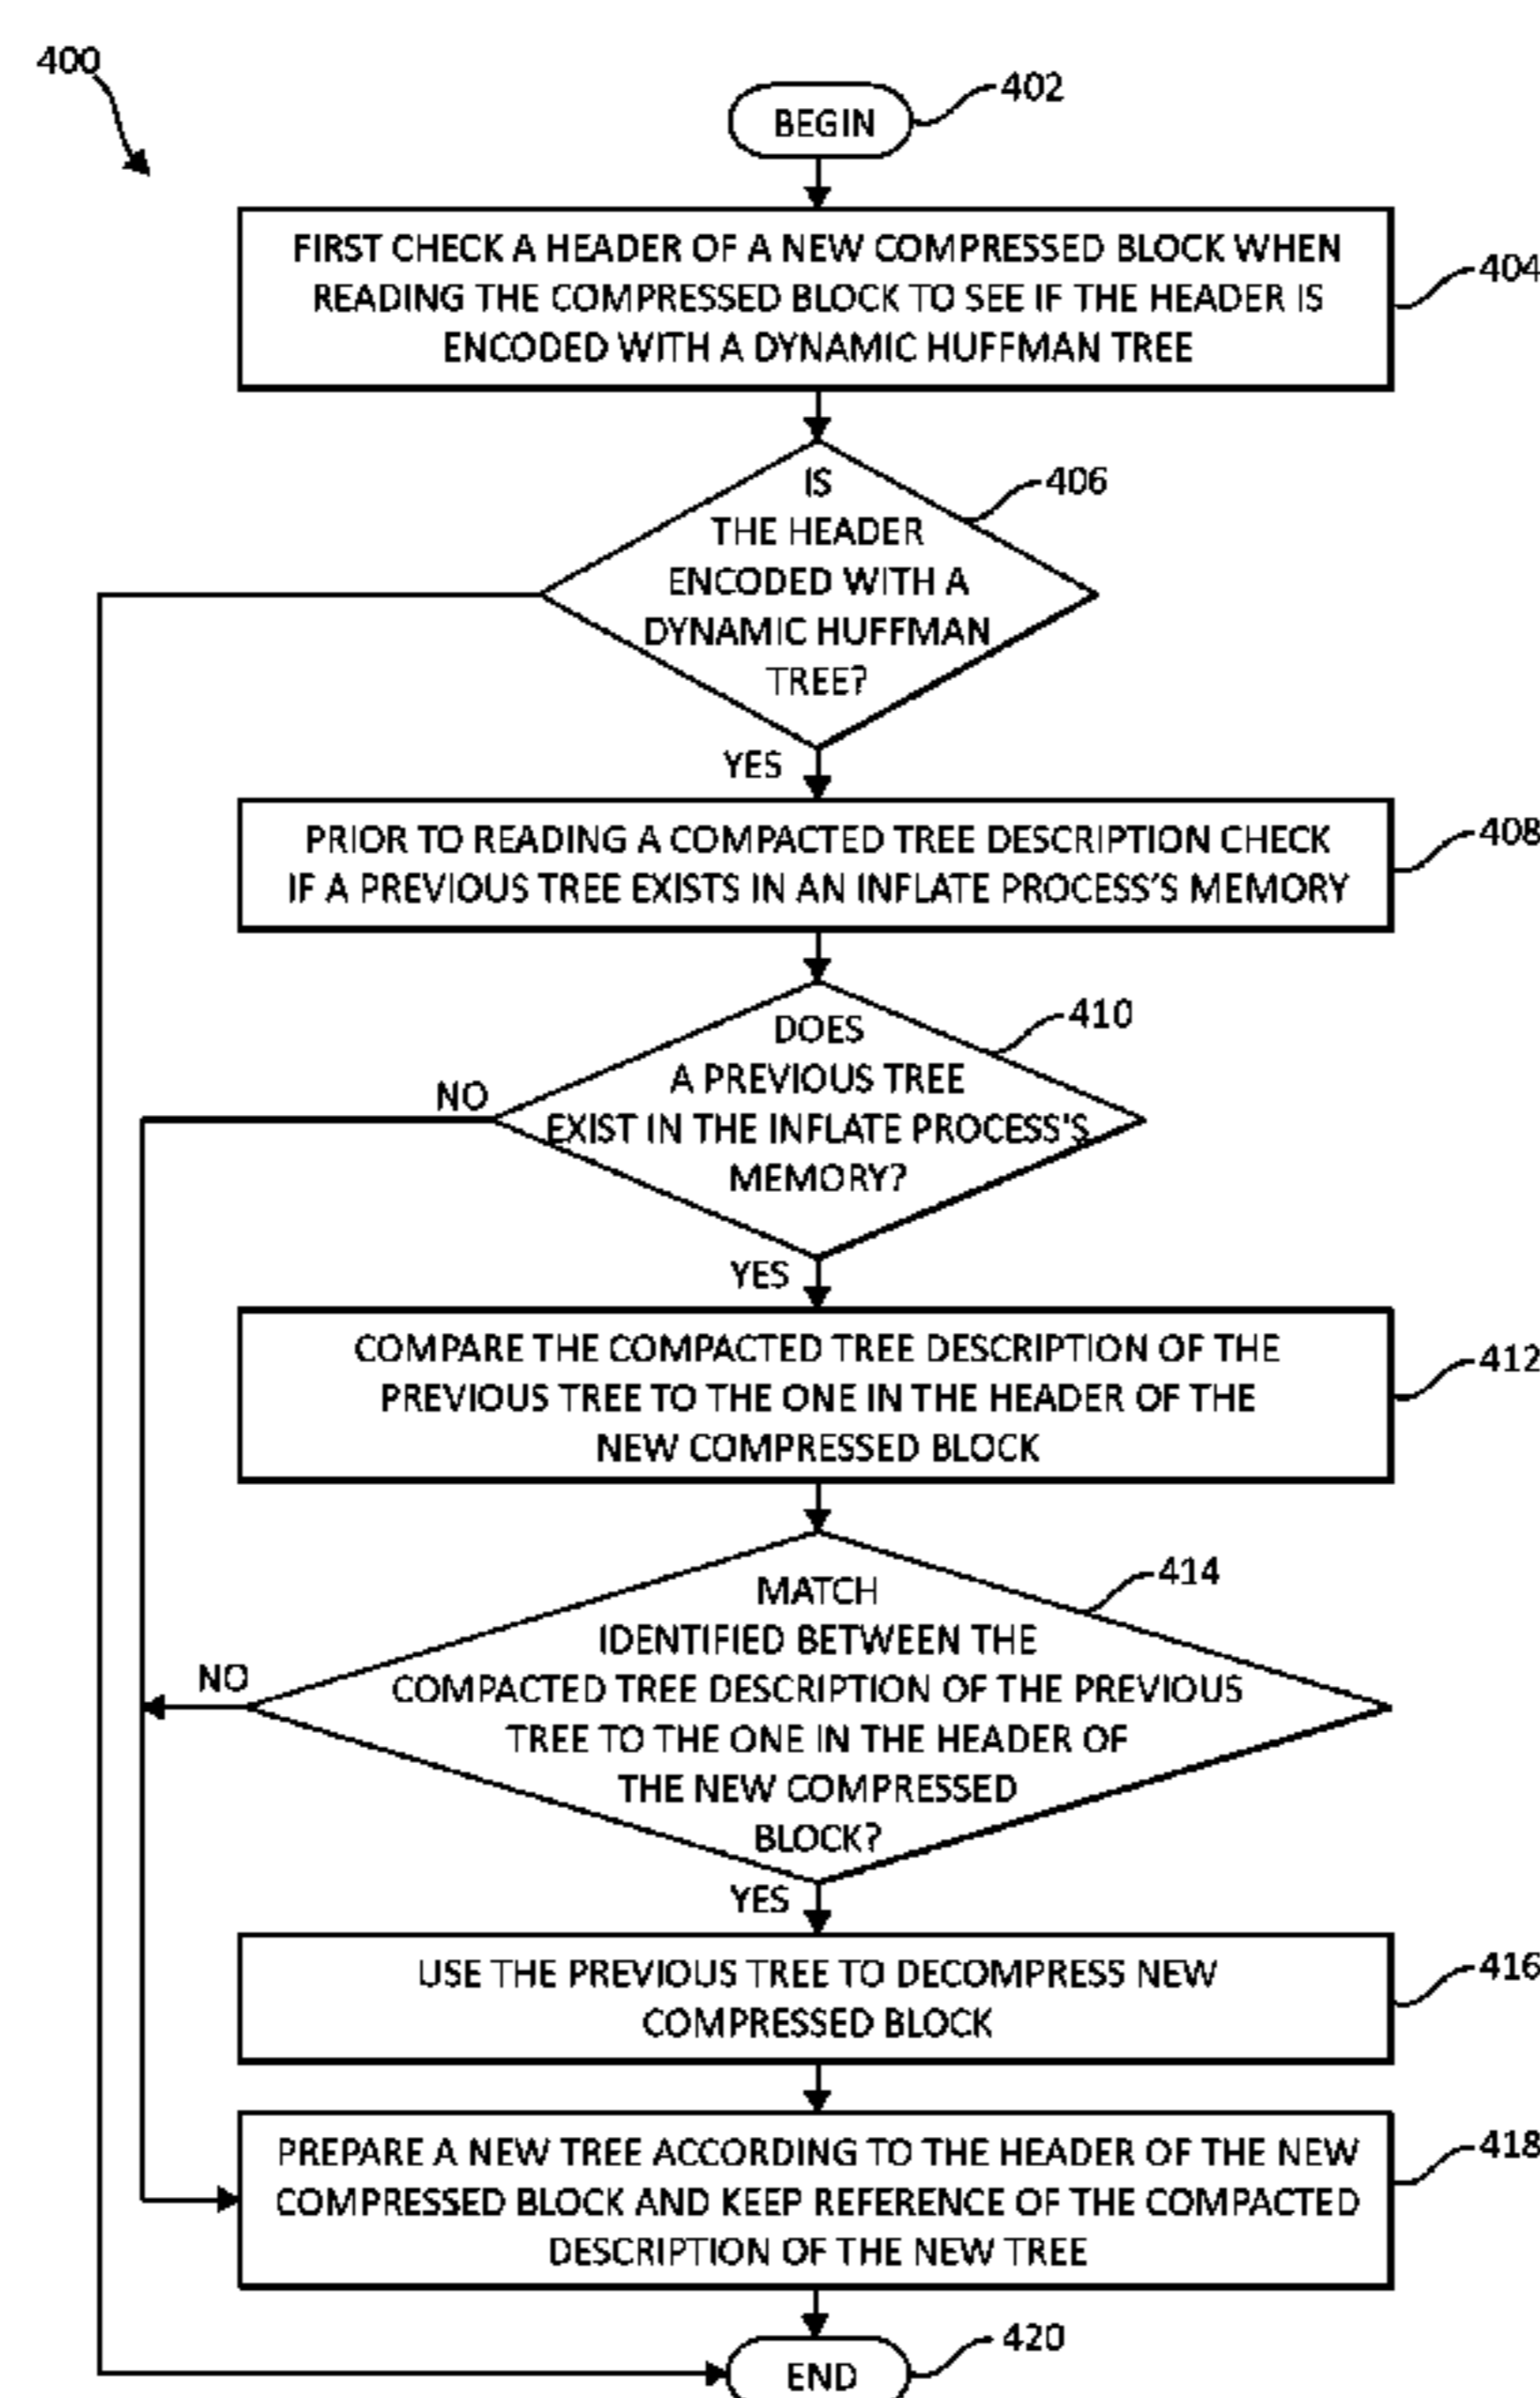 400
402
BEGIN
FIRST CHECK A HEADER OF A NEW COMPRESSED BLOCK WHEN
READING THE COMPRESSED BLOCK TO SEE IF THE HEADER IS
ENCODED WITH A DYNAMIC HUFFMAN TREE
404
IS
THE HEADER
ENCODED WITH A
DYNAMIC HUFFMAN
TREE?
406
YES
PRIOR TO READING A COMPACTED TREE DESCRIPTION CHECK
IF A PREVIOUS TREE EXISTS IN AN INFLATE PROCESS'S MEMORY
408
DOES
A PREVIOUS TREE
EXIST IN THE INFLATE PROCESS'S
MEMORY?
410
NO
YES
COMPARE THE COMPACTED TREE DESCRIPTION OF THE
PREVIOUS TREE TO THE ONE IN THE HEADER OF THE
NEW COMPRESSED BLOCK
412
MATCH
IDENTIFIED BETWEEN THE
COMPACTED TREE DESCRIPTION OF THE PREVIOUS
TREE TO THE ONE IN THE HEADER OF
THE NEW COMPRESSED
BLOCK?
414
NO
YES
USE THE PREVIOUS TREE TO DECOMPRESS NEW
COMPRESSED BLOCK
416
PREPARE A NEW TREE ACCORDING TO THE HEADER OF THE NEW
COMPRESSED BLOCK AND KEEP REFERENCE OF THE COMPACTED
DESCRIPTION OF THE NEW TREE
418
420
END